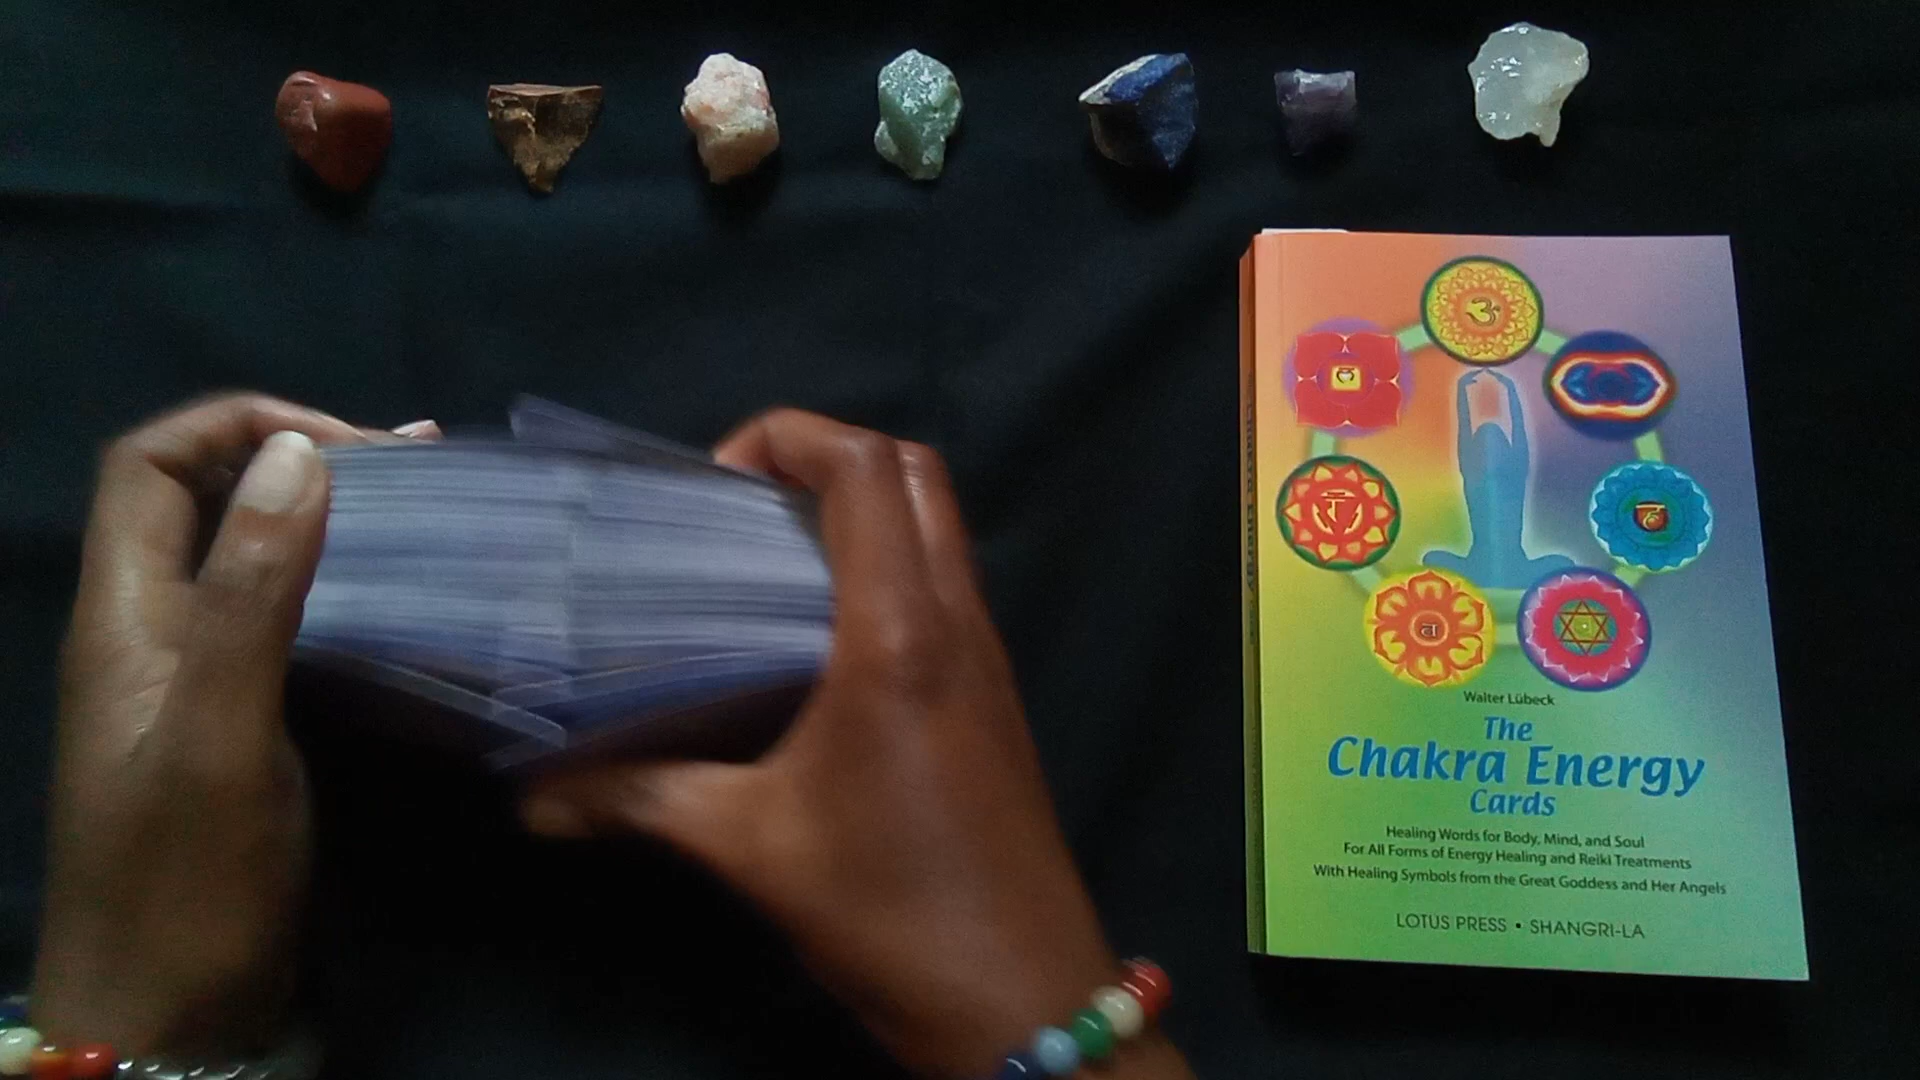 Walter Lübeck
The
Chakra Energy
Cards
Healing Words for Body, Mind, and Soul
For All Forms of Energy Healing and Reiki Treatments
With Healing Symbols from the Great Goddess and Her Angels
LOTUS PRESS • SHANGRI-LA